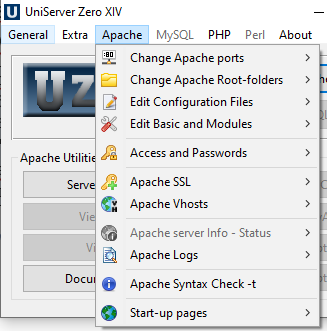 UniServer Zero XIV
General Extra Apache MySQL PHP Perl About
Change Apache ports
Change Apache Root-folders
Edit Configuration Files
Edit Basic and Modules
Apache Utilities
Access and Passwords
Apache SSL
Apache Vhosts
Apache server Info - Status
Apache Logs
Docum
Apache Syntax Check -t
Start-up pages